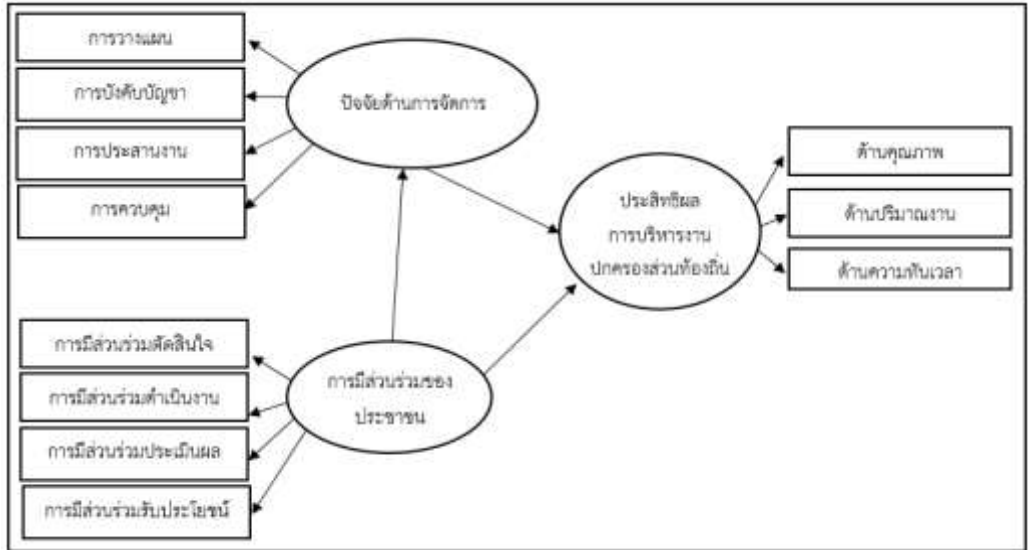 การวางแผน
การบังคับบัญชา
การประสานงาน
การควบคุม
ปัจจัยด้านการจัดการ
ประสิทธิผล
การบริหารงาน
ปกครองส่วนท้องถิ่น
ด้านคุณภาพ
ด้านปริมาณงาน
ด้านความทันเวลา
การมีส่วนร่วมตัดสินใจ
การมีส่วนร่วมดำเนินงาน
การมีส่วนร่วมประเมินผล
การมีส่วนร่วมรับประโยชน์
การมีส่วนร่วมของ
ประชาชน